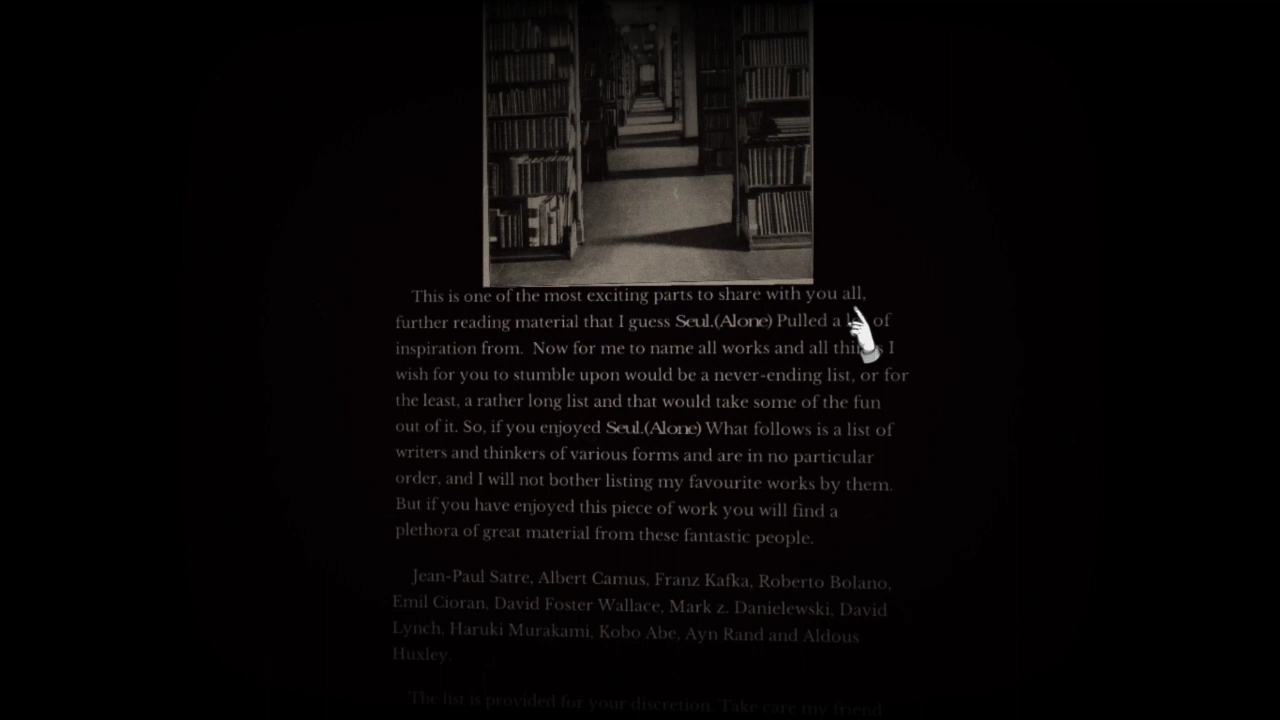 This is one of the most exciting parts to share with you all,
further reading material that I guess Seul.(Alone) Pulled a of
inspiration from. Now for me to name all works and all I
wish for you to stumble upon would be a never-ending list, or for
the least, a rather long list and that would take some of the fun
out of it. So, if you enjoyed Seul.(Alone) What follows is a list of
writers and thinkers of various forms and are in no particular
order, and I will not bother listing my favourite works by them.
But if you have enjoyed this piece of work you will find a
plethora of great material from these fantastic people.
Jean-Paul Satre, Albert Camus, Franz Kafka, Roberto Bolano,
Emil Cioran, David Foster Wallace, Mark z. Danielewski, David
Lynch, Haruki Murakami, Kobo Abe, Ayn Rand and Aldous
Huxley.
The list is provided for your discretion. Take care my friend